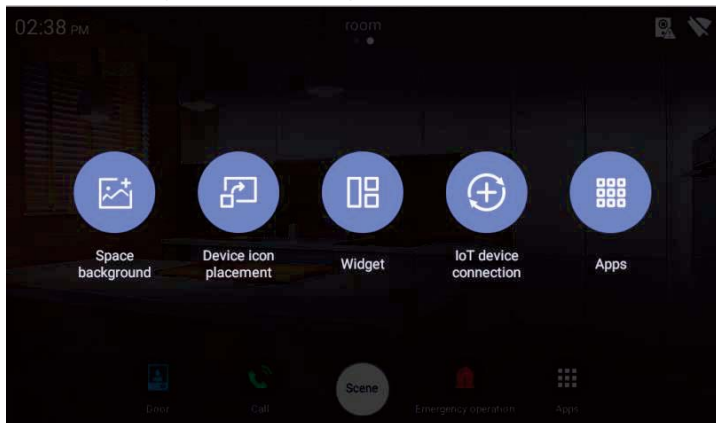 02:38 PM
room
Space
background
Device icon
placement
Widget
IoT device
connection
Apps
Door
Call
Scene
Emergency operation
Apps